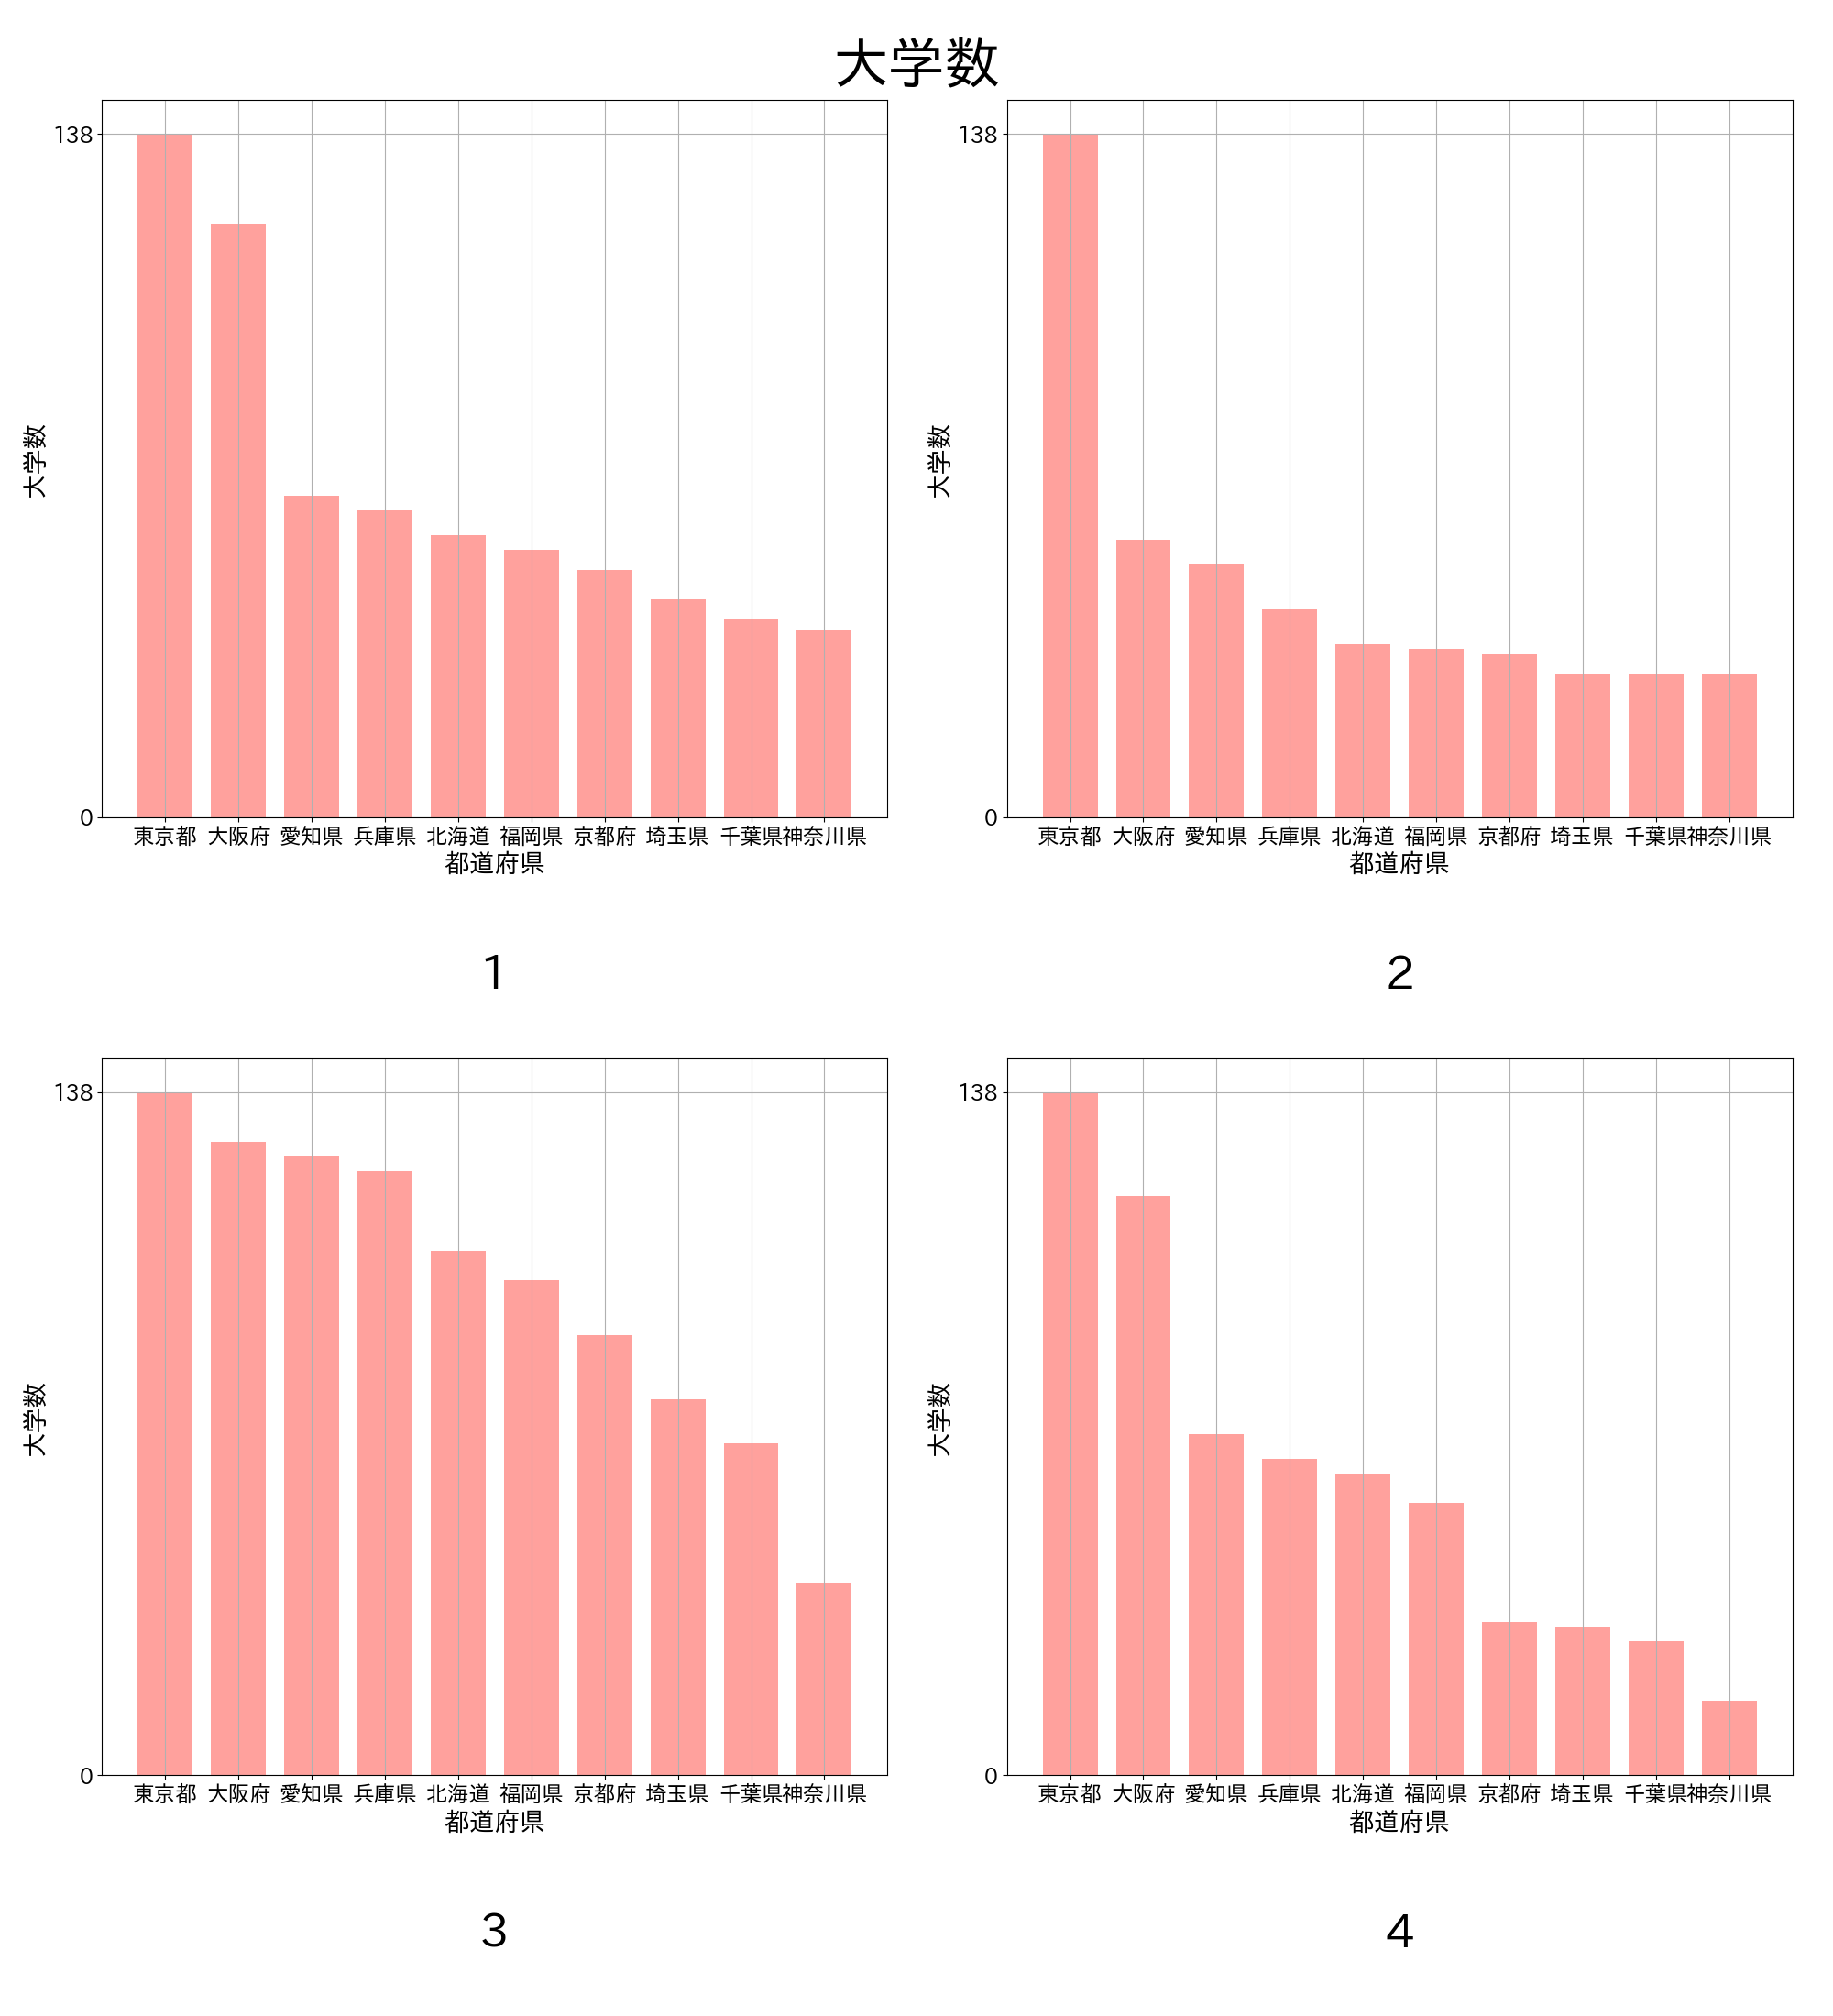 大学数
138
0
大学数
東京都 大阪府 愛知県 兵庫県 北海道 福岡県 京都府 埼玉県 千葉県 神奈川県
都道府県
1
138
0
大学数
東京都 大阪府 愛知県 兵庫県 北海道 福岡県 京都府 埼玉県 千葉県 神奈川県
都道府県
2
138
0
大学数
東京都 大阪府 愛知県 兵庫県 北海道 福岡県 京都府 埼玉県 千葉県 神奈川県
都道府県
3
138
0
大学数
東京都 大阪府 愛知県 兵庫県 北海道 福岡県 京都府 埼玉県 千葉県 神奈川県
都道府県
4